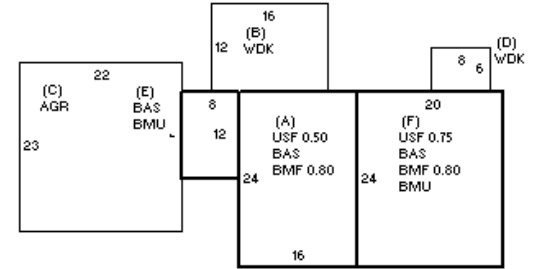 16
(B)
12 WDK
(D)
8 6 WDK
22
(C)
AGR
(E)
BAS
BMU
23
8
12
(A)
USF 0.50
BAS
BMF 0.80
24
16
20
(F)
USF 0.75
BAS
BMF 0.80
BMU
24